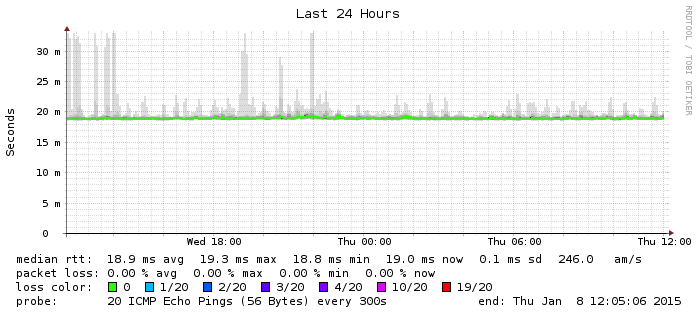 Last 24 Hours
RRDTOOL / TOBI OETIKER
Seconds
30 m
25 m
20 m
15 m
10 m
5 m
0
Wed 18:00 Thu 00:00 Thu 06:00 Thu 12:00
median rtt: 18.9 ms avg 19.3 ms max 18.8 ms min 19.0 ms now 0.1 ms sd 246.0 am/s
packet loss: 0.00 % avg 0.00 % max 0.00 % min 0.00 % now
loss color: 0 1/20 2/20 3/20 4/20 10/20 19/20
probe: 20 ICMP Echo Pings (56 Bytes) every 300s end: Thu Jan 8 12:05:06 2015